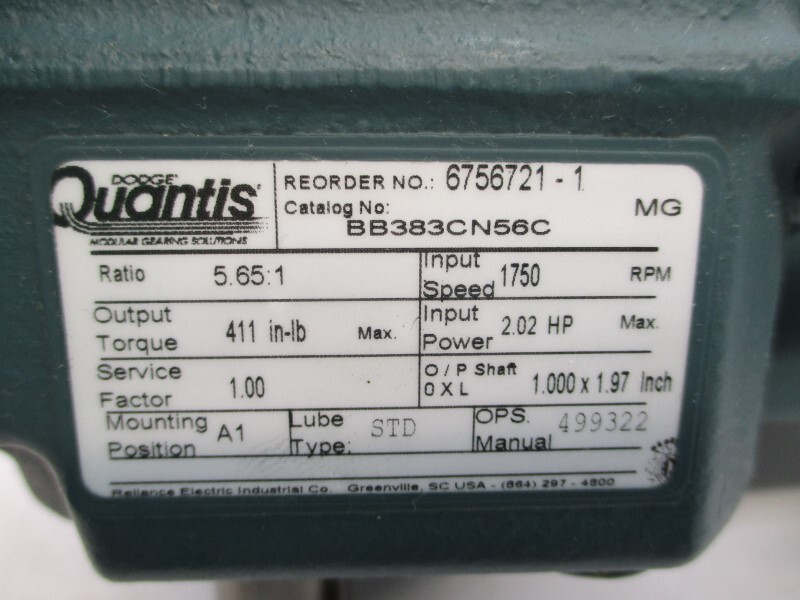 DODGE
Quantis
MODULAR GEARING SOLUTIONS
REORDER NO.: 6756721 - 1
Catalog No:
BB383CN56C
MG
Ratio 5.65:1
Input Speed 1750 RPM
Output Torque 411 in-lb Max.
Input Power 2.02 HP Max.
Service Factor 1.00
O / P Shaft
O X L 1.000 x 1.97 Inch
Mounting Position A1
Lube Type: STD
OPS. Manual 499322
Reliance Electric Industrial Co. Greenville, SC USA - (864) 297 - 4800